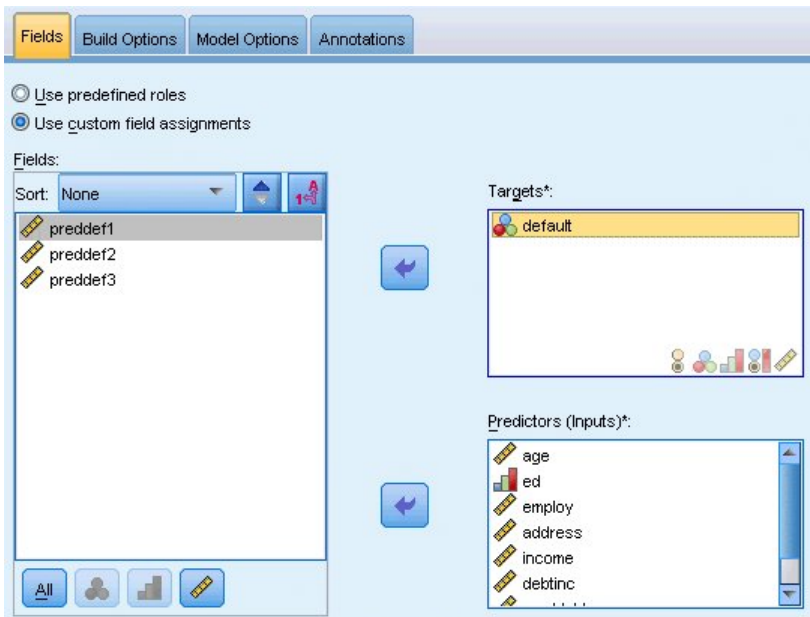 Fields Build Options Model Options Annotations
Use predefined roles
Use custom field assignments
Fields:
Sort: None
A
1
preddef1
preddef2
preddef3
All
Targets*:
default
Predictors (Inputs)*:
age
ed
employ
address
income
debtinc